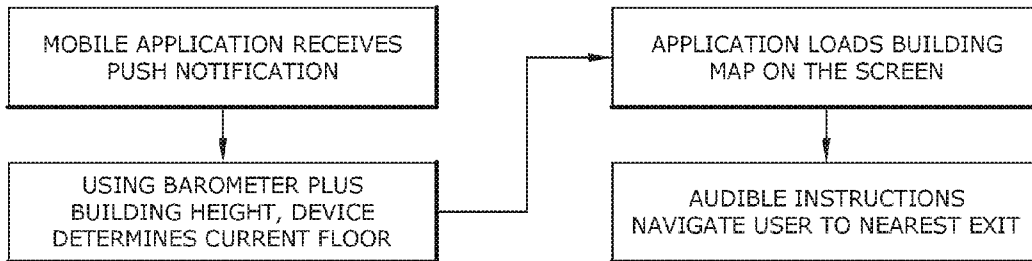 MOBILE APPLICATION RECEIVES
PUSH NOTIFICATION
USING BAROMETER PLUS
BUILDING HEIGHT, DEVICE
DETERMINES CURRENT FLOOR
APPLICATION LOADS BUILDING
MAP ON THE SCREEN
AUDIBLE INSTRUCTIONS
NAVIGATE USER TO NEAREST EXIT